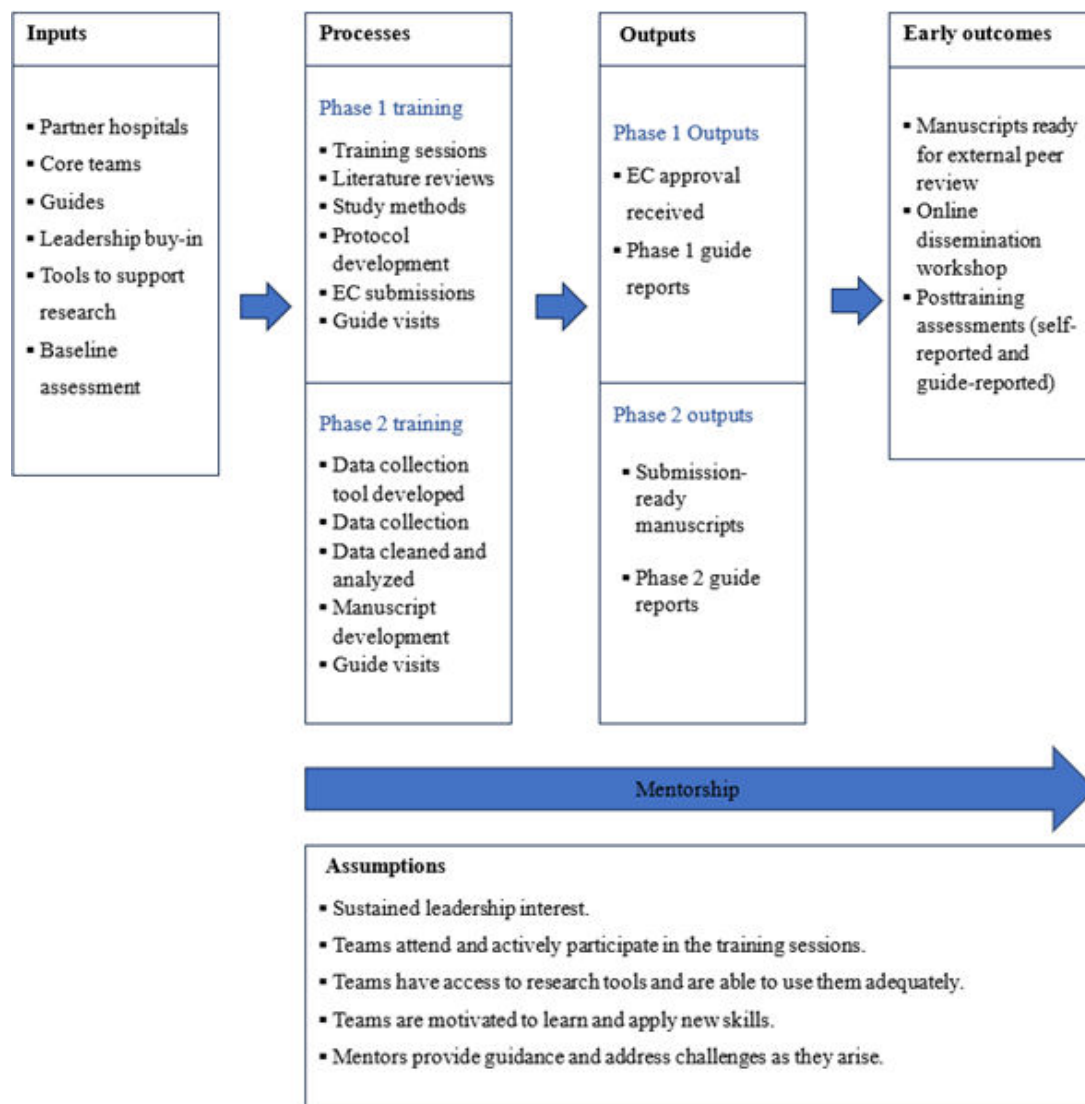 Inputs
▪ Partner hospitals
▪ Core teams
▪ Guides
▪ Leadership buy-in
▪ Tools to support
research
▪ Baseline
assessment
Processes
Phase 1 training
▪ Training sessions
▪ Literature reviews
▪ Study methods
▪ Protocol
development
▪ EC submissions
▪ Guide visits
Phase 2 training
▪ Data collection
tool developed
▪ Data collection
▪ Data cleaned and
analyzed
▪ Manuscript
development
▪ Guide visits
Outputs
Phase 1 Outputs
▪ EC approval
received
▪ Phase 1 guide
reports
Phase 2 outputs
▪ Submission-
ready
manuscripts
▪ Phase 2 guide
reports
Early outcomes
▪ Manuscripts ready
for external peer
review
▪ Online
dissemination
workshop
▪ Posttraining
assessments (self-
reported and
guide-reported)
Mentorship
Assumptions
▪ Sustained leadership interest.
▪ Teams attend and actively participate in the training sessions.
▪ Teams have access to research tools and are able to use them adequately.
▪ Teams are motivated to learn and apply new skills.
▪ Mentors provide guidance and address challenges as they arise.